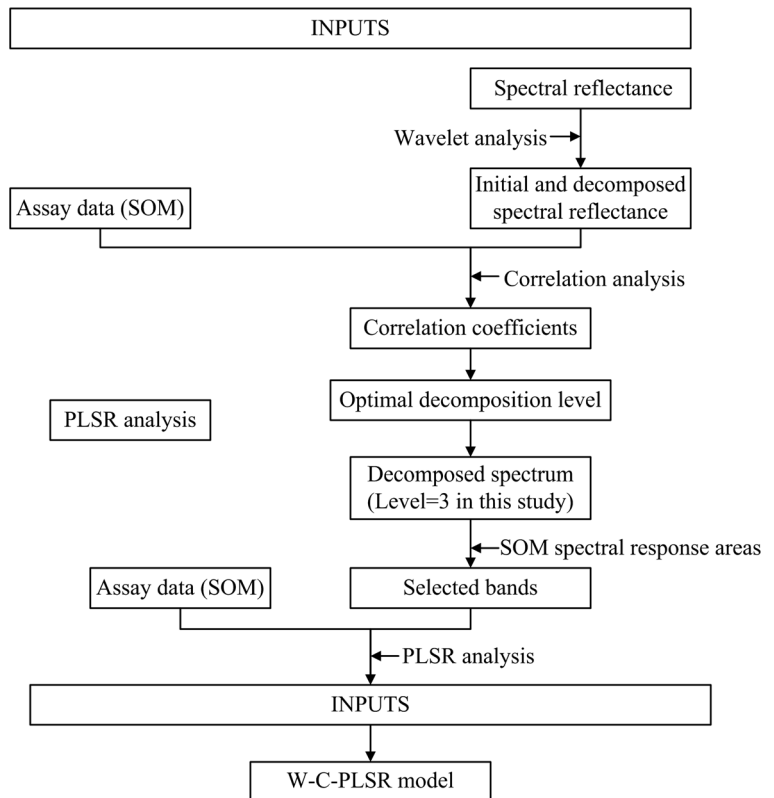 INPUTS
Spectral reflectance
Wavelet analysis
Initial and decomposed
spectral reflectance
Assay data (SOM)
Correlation analysis
Correlation coefficients
Optimal decomposition level
PLSR analysis
Decomposed spectrum
(Level=3 in this study)
SOM spectral response areas
Assay data (SOM)
Selected bands
PLSR analysis
INPUTS
W-C-PLSR model